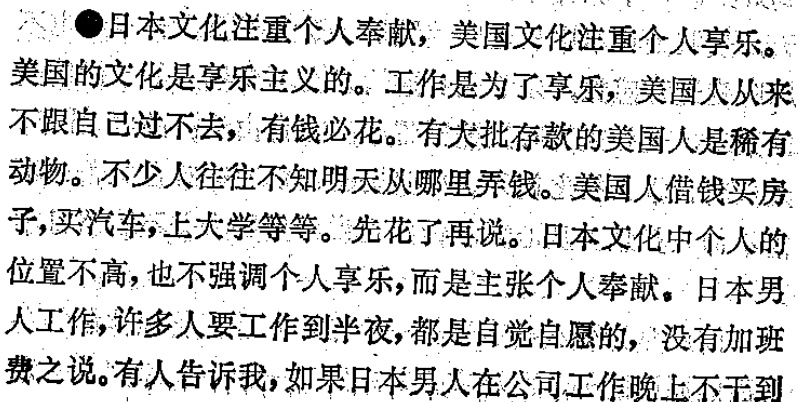 ●日本文化注重个人奉献，美国文化注重个人享乐。
美国的文化是享乐主义的。工作是为了享乐，美国人从来
不跟自己过不去，有钱必花。有大批存款的美国人是稀有
动物。不少人往往不知明天从哪里弄钱。美国人借钱买房
子，买汽车，上大学等等。先花了再说。日本文化中个人的
位置不高，也不强调个人享乐，而是主张个人奉献。日本男
人工作，许多人要工作到半夜，都是自觉自愿的，没有加班
费之说。有人告诉我，如果日本男人在公司工作晚上不干到